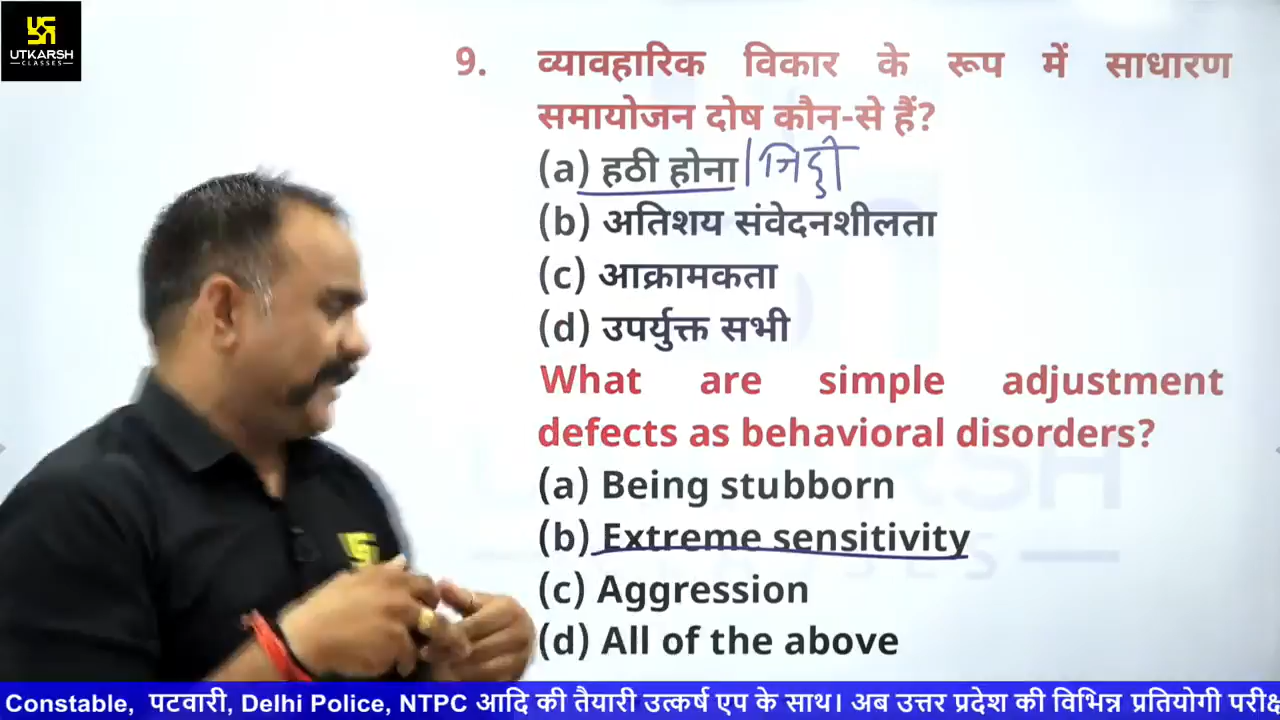 UTKARSH
CLASSES
9. व्यावहारिक विकार के रूप में साधारण
समायोजन दोष कौन-से हैं?
(a) हठी होना | जिद्दी
(b) अतिशय संवेदनशीलता
(c) आक्रामकता
(d) उपर्युक्त सभी
What are simple adjustment
defects as behavioral disorders?
(a) Being stubborn
(b) Extreme sensitivity
(c) Aggression
(d) All of the above
Constable, पटवारी, Delhi Police, NTPC आदि की तैयारी उत्कर्ष एप के साथ। अब उत्तर प्रदेश की विभिन्न प्रतियोगी परीक्ष